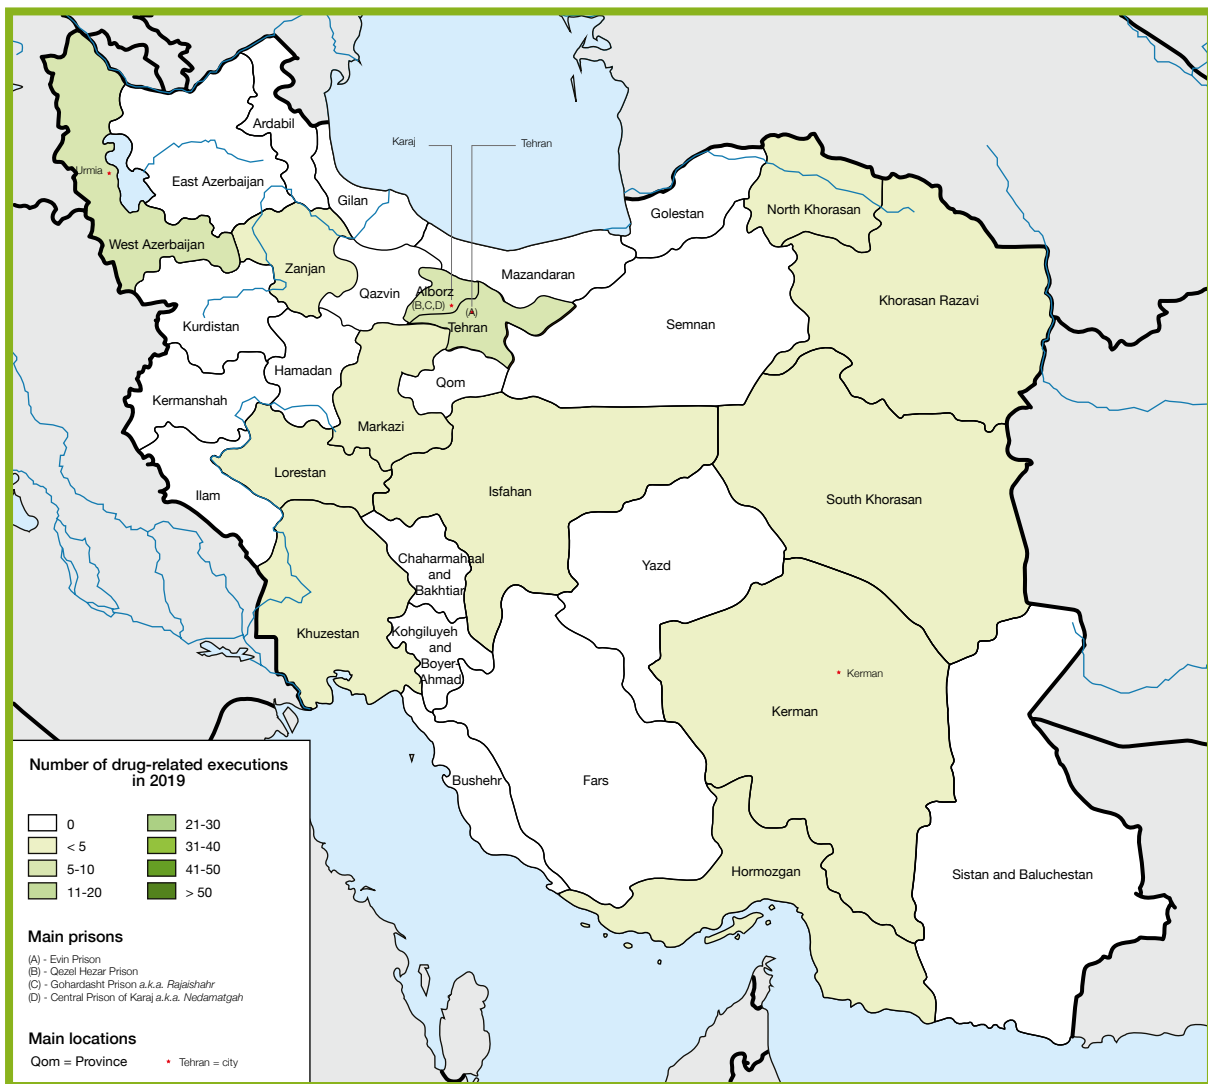 Ardabil
Karaj
Tehran
Urmia
East Azerbaijan
Gilan
Golestan
North Khorasan
West Azerbaijan
Zanjan
Qazvin
Alborz
(B,C,D)
(A)
Tehran
Mazandaran
Khorasan Razavi
Semnan
Kurdistan
Hamadan
Qom
Kermanshah
Markazi
Lorestan
Ilam
Isfahan
South Khorasan
Chaharmahaal
and
Bakhtiar
Yazd
Khuzestan
Kohgiluyeh
and
Boyer-
Ahmad
Kerman
Kerman
Bushehr
Fars
Hormozgan
Sistan and Baluchestan
Number of drug-related executions
in 2019
0
< 5
5-10
11-20
21-30
31-40
41-50
> 50
Main prisons
(A) - Evin Prison
(B) - Qezel Hezar Prison
(C) - Gohardasht Prison a.k.a. Rajaishahr
(D) - Central Prison of Karaj a.k.a. Nedamatgah
Main locations
Qom = Province
Tehran = city